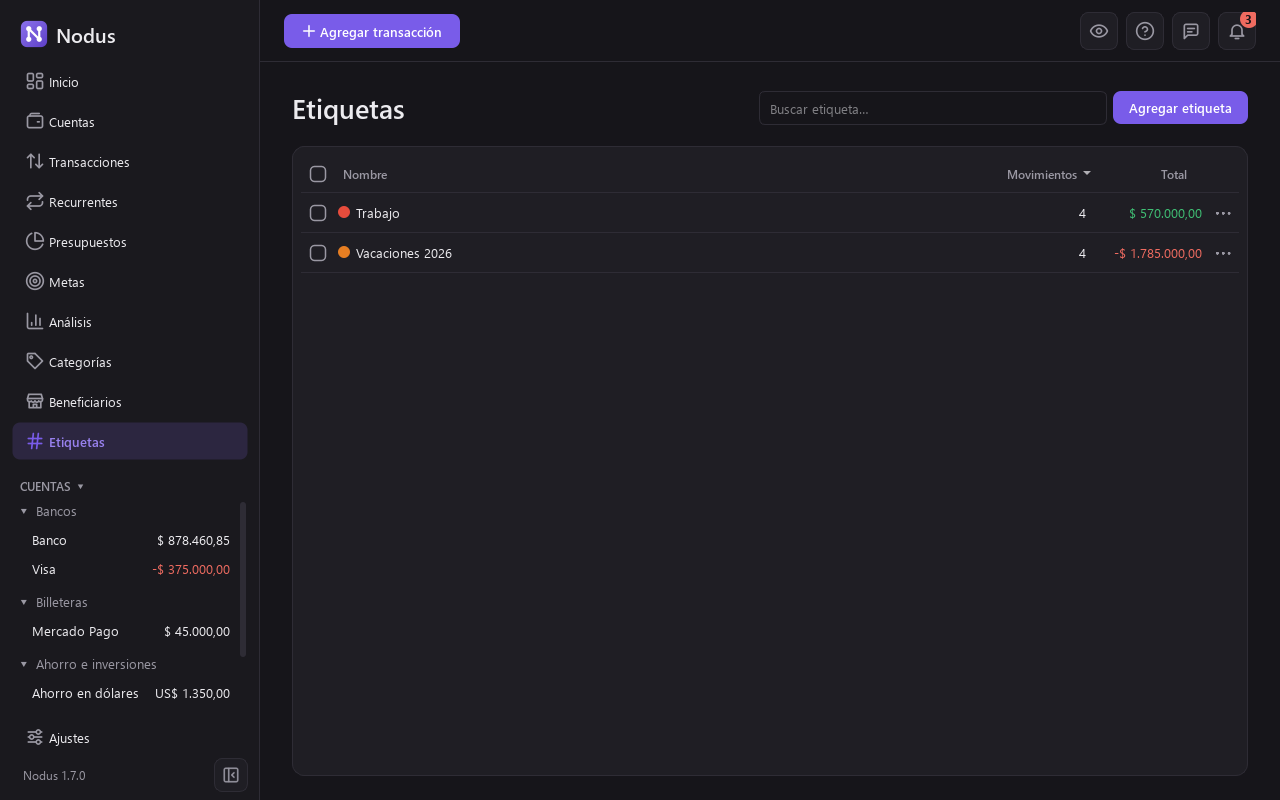 Nodus
Inicio
Cuentas
Transacciones
Recurrentes
Presupuestos
Metas
Análisis
Categorías
Beneficiarios
Etiquetas
CUENTAS
Bancos
Banco $ 878.460,85
Visa -$ 375.000,00
Billeteras
Mercado Pago $ 45.000,00
Ahorro e inversiones
Ahorro en dólares US$ 1.350,00
Ajustes
Nodus 1.7.0
Agregar transacción
3
Etiquetas
Buscar etiqueta...
Agregar etiqueta
Nombre Movimientos Total
Trabajo 4 $ 570.000,00
Vacaciones 2026 4 -$ 1.785.000,00